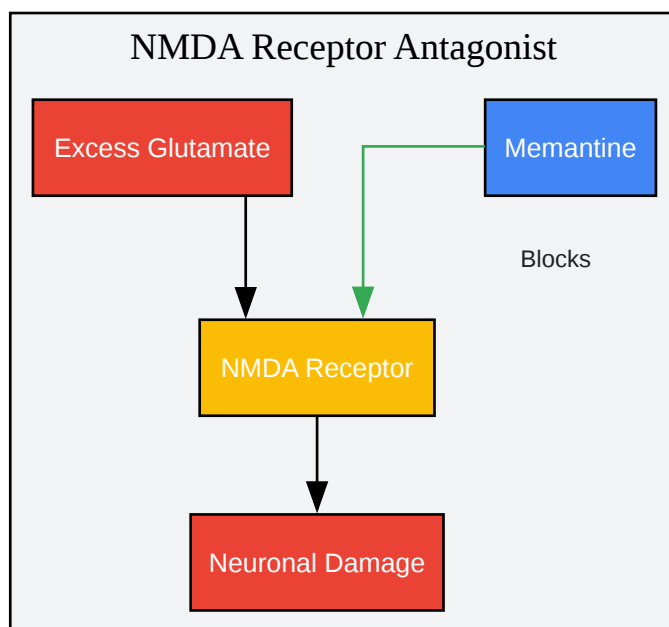 NMDA Receptor Antagonist
Excess Glutamate
Memantine
Blocks
NMDA Receptor
Neuronal Damage